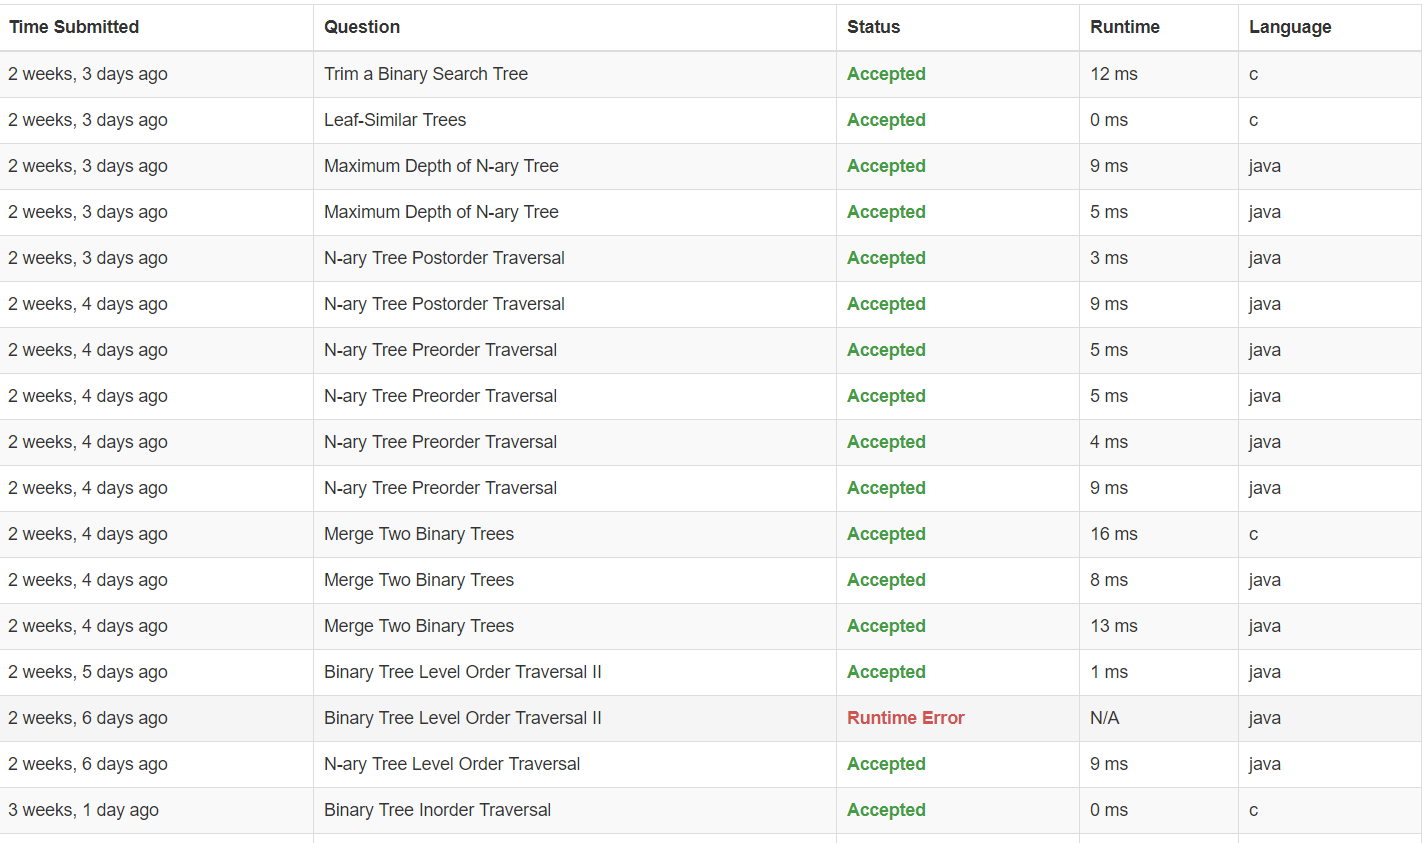 Time Submitted Question Status Runtime Language
2 weeks, 3 days ago Trim a Binary Search Tree Accepted 12 ms c
2 weeks, 3 days ago Leaf-Similar Trees Accepted 0 ms c
2 weeks, 3 days ago Maximum Depth of N-ary Tree Accepted 9 ms java
2 weeks, 3 days ago Maximum Depth of N-ary Tree Accepted 5 ms java
2 weeks, 3 days ago N-ary Tree Postorder Traversal Accepted 3 ms java
2 weeks, 4 days ago N-ary Tree Postorder Traversal Accepted 9 ms java
2 weeks, 4 days ago N-ary Tree Preorder Traversal Accepted 5 ms java
2 weeks, 4 days ago N-ary Tree Preorder Traversal Accepted 5 ms java
2 weeks, 4 days ago N-ary Tree Preorder Traversal Accepted 4 ms java
2 weeks, 4 days ago N-ary Tree Preorder Traversal Accepted 9 ms java
2 weeks, 4 days ago Merge Two Binary Trees Accepted 16 ms c
2 weeks, 4 days ago Merge Two Binary Trees Accepted 8 ms java
2 weeks, 4 days ago Merge Two Binary Trees Accepted 13 ms java
2 weeks, 5 days ago Binary Tree Level Order Traversal II Accepted 1 ms java
2 weeks, 6 days ago Binary Tree Level Order Traversal II Runtime Error N/A java
2 weeks, 6 days ago N-ary Tree Level Order Traversal Accepted 9 ms java
3 weeks, 1 day ago Binary Tree Inorder Traversal Accepted 0 ms c